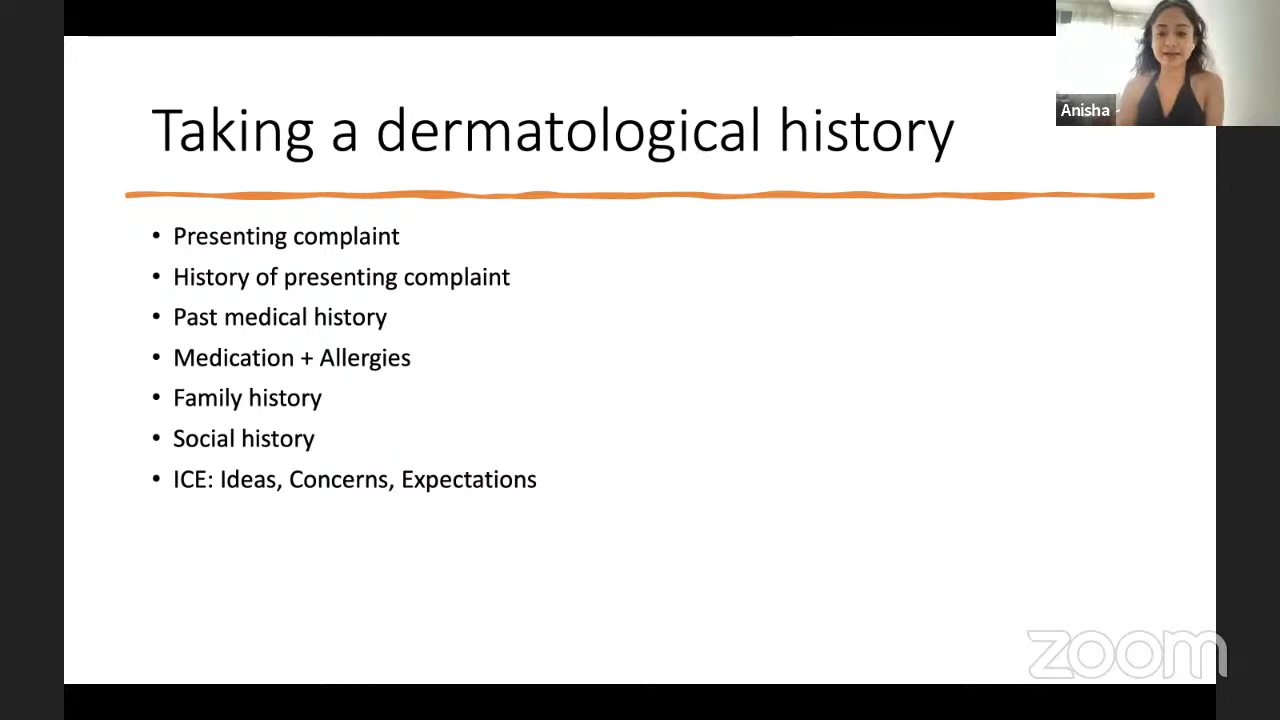 Taking a dermatological history
• Presenting complaint
• History of presenting complaint
• Past medical history
• Medication + Allergies
• Family history
• Social history
• ICE: Ideas, Concerns, Expectations
Anisha
zoom